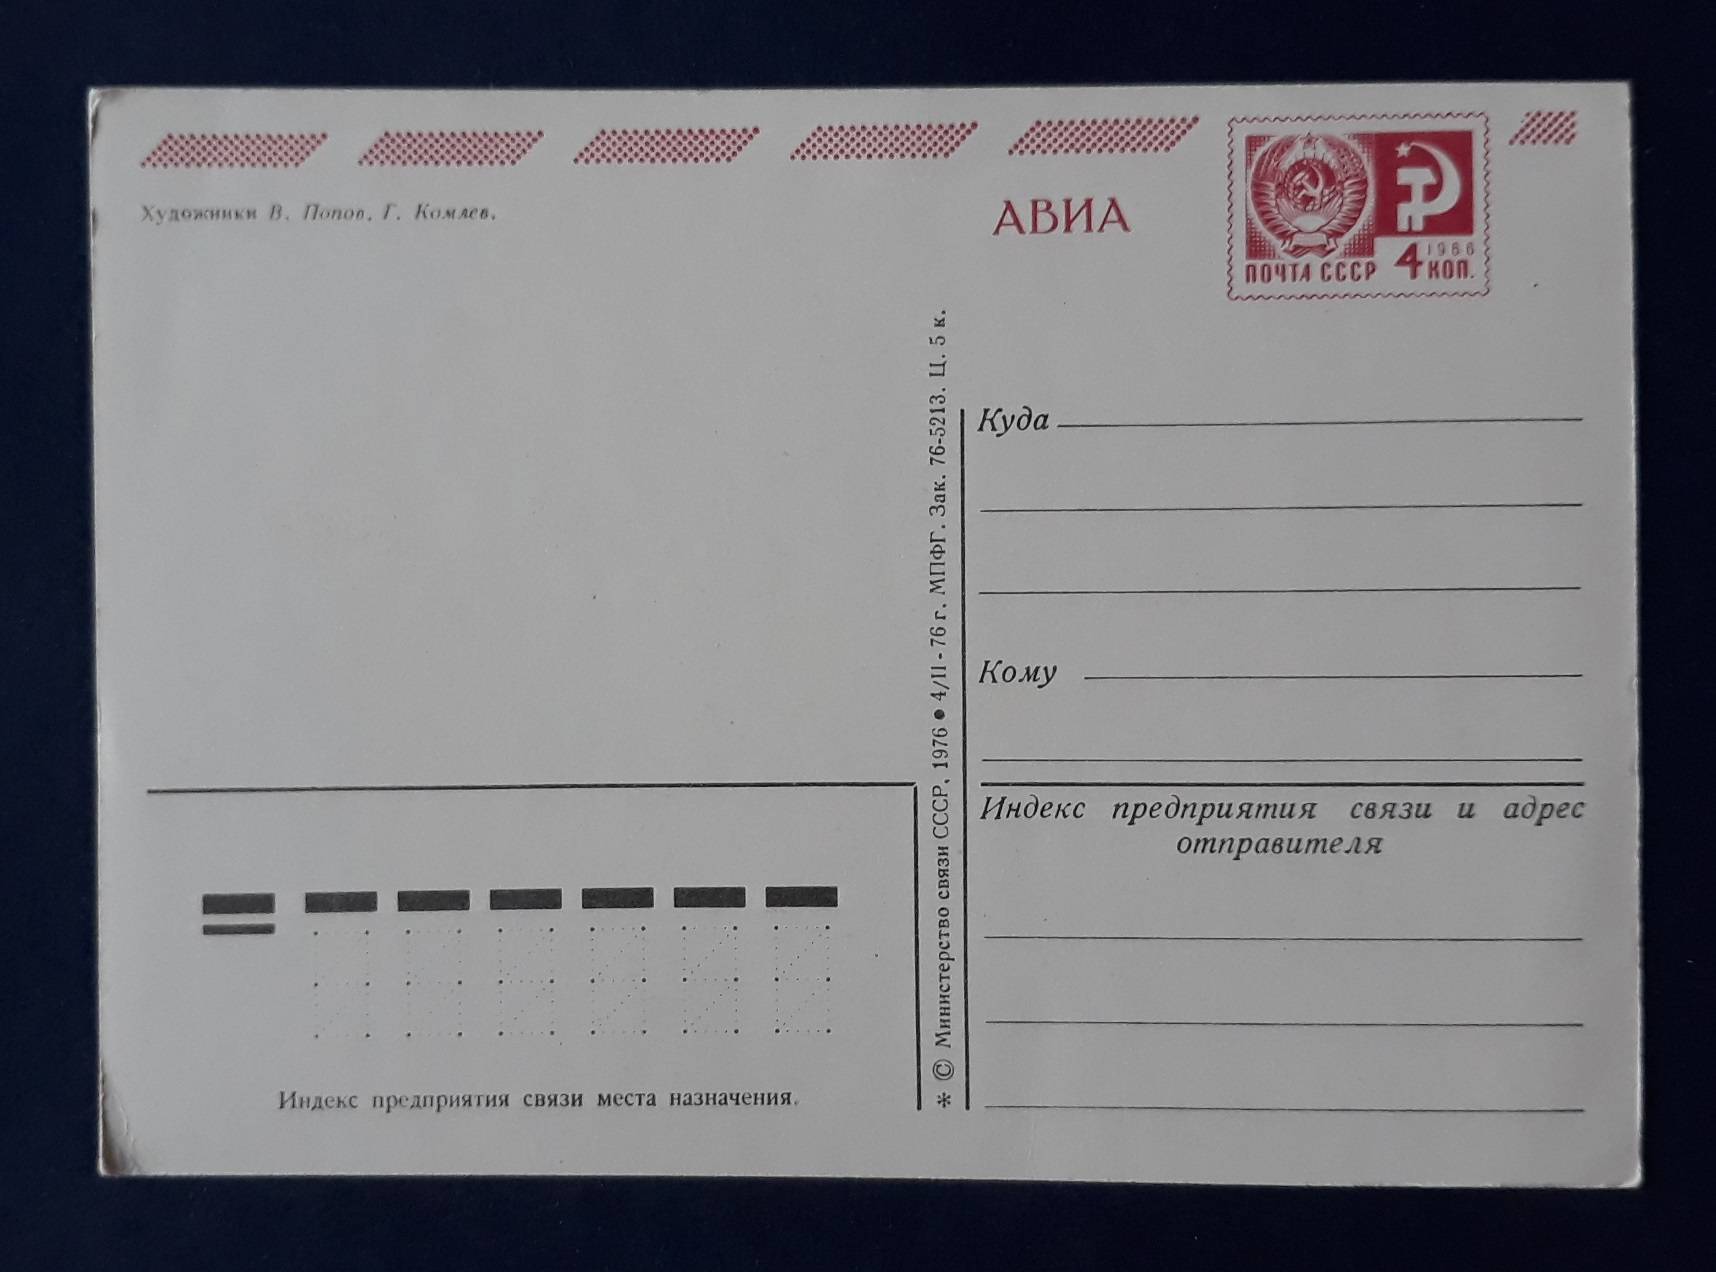 Художники В. Попов, Г. Комлев.
АВИА
1966
ПОЧТА СССР 4 КОП.
Куда
Кому
Индекс предприятия связи и адрес
отправителя
* © Министерство связи СССР, 1976 ● 4/II - 76 г. МПФГ. Зак. 76-5213. Ц. 5 к.
Индекс предприятия связи места назначения.